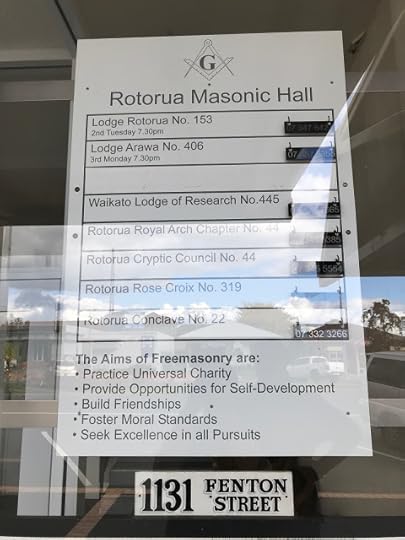 G
Rotorua Masonic Hall
Lodge Rotorua No. 153
2nd Tuesday 7.30pm
Lodge Arawa No. 406
3rd Monday 7.30pm
Waikato Lodge of Research No.445
Rotorua Royal Arch Chapter No. 44
Rotorua Cryptic Council No. 44
Rotorua Rose Croix No. 319
Rotorua Conclave No. 22
07 332 3266
The Aims of Freemasonry are:
• Practice Universal Charity
• Provide Opportunities for Self-Development
• Build Friendships
• Foster Moral Standards
• Seek Excellence in all Pursuits
1131 FENTON
STREET